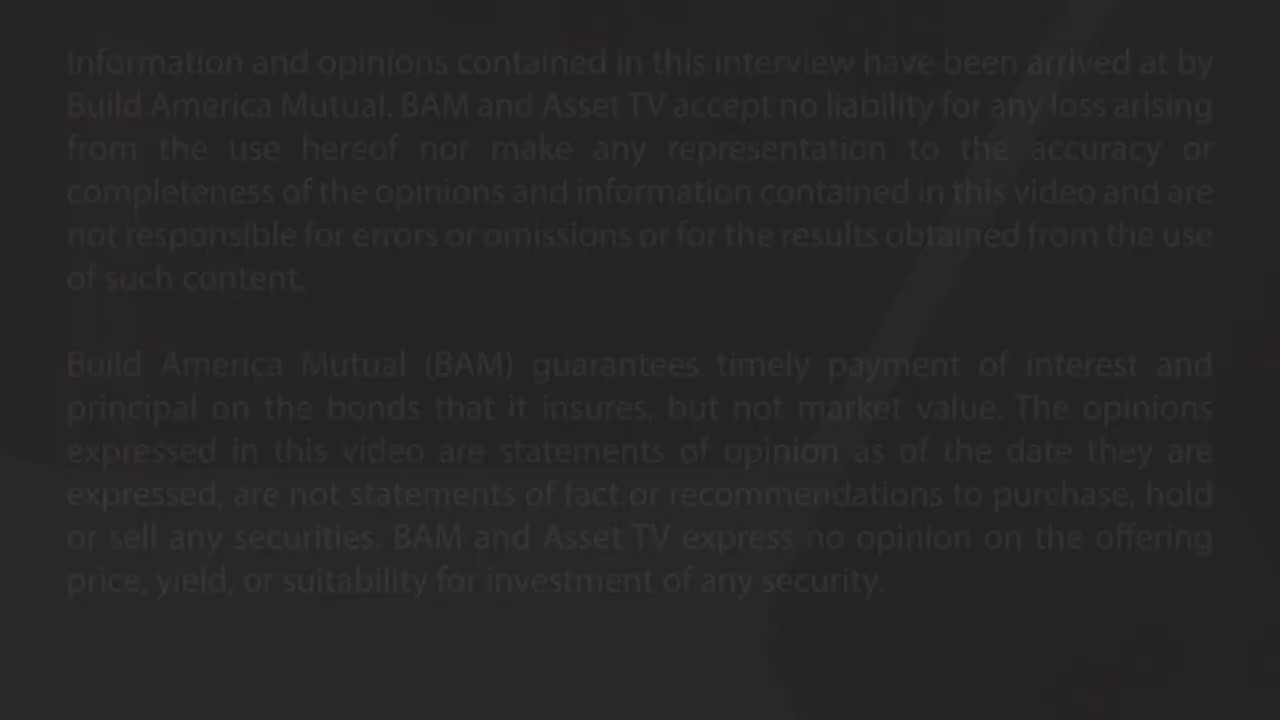 Information and opinions contained in this interview have been arrived at by
Build America Mutual. BAM and Asset TV accept no liability for any loss arising
from the use hereof nor make any representation to the accuracy or
completeness of the opinions and information contained in this video and are
not responsible for errors or omissions or for the results obtained from the use
of such content.
Build America Mutual (BAM) guarantees timely payment of interest and
principal on the bonds that it insures, but not market value. The opinions
expressed in this video are statements of opinion as of the date they are
expressed, are not statements of fact or recommendations to purchase, hold
or sell any securities. BAM and Asset TV express no opinion on the offering
price, yield, or suitability for investment of any security.